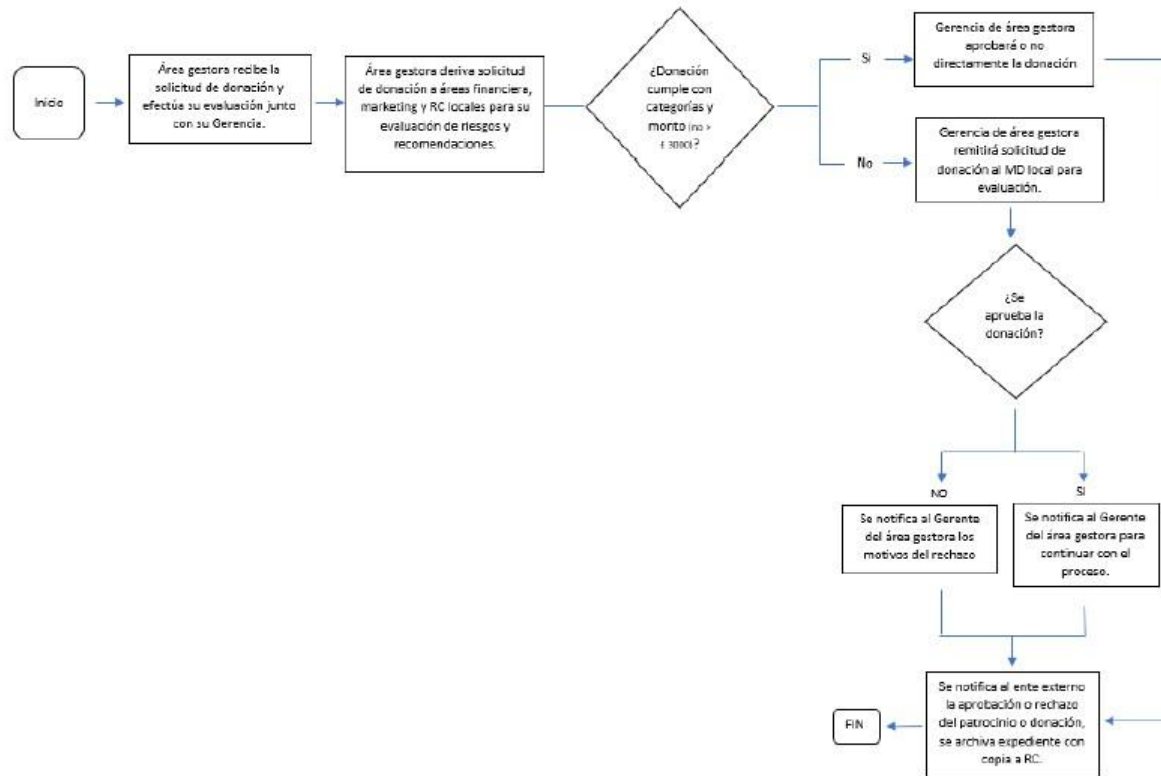 Inicio
Área gestora recibe la
solicitud de donación y
efectúa su evaluación junto
con su Gerencia.
Área gestora deriva solicitud
de donación a áreas financiera,
marketing y RC locales para su
evaluación de riesgos y
recomendaciones.
¿Donación
cumple con
categorías y
monto (no >
3000)?
Si
Gerencia de área gestora
aprobará o no
directamente la donación
No
Gerencia de área gestora
remitirá solicitud de
donación al MD local para
evaluación.
¿Se
aprueba la
donación?
NO
Se notifica al Gerente
del área gestora los
motivos del rechazo
SI
Se notifica al Gerente
del área gestora para
continuar con el
proceso.
Se notifica al ente externo
la aprobación o rechazo
del patrocinio o donación,
se archiva expediente con
copia a RC.
FIN